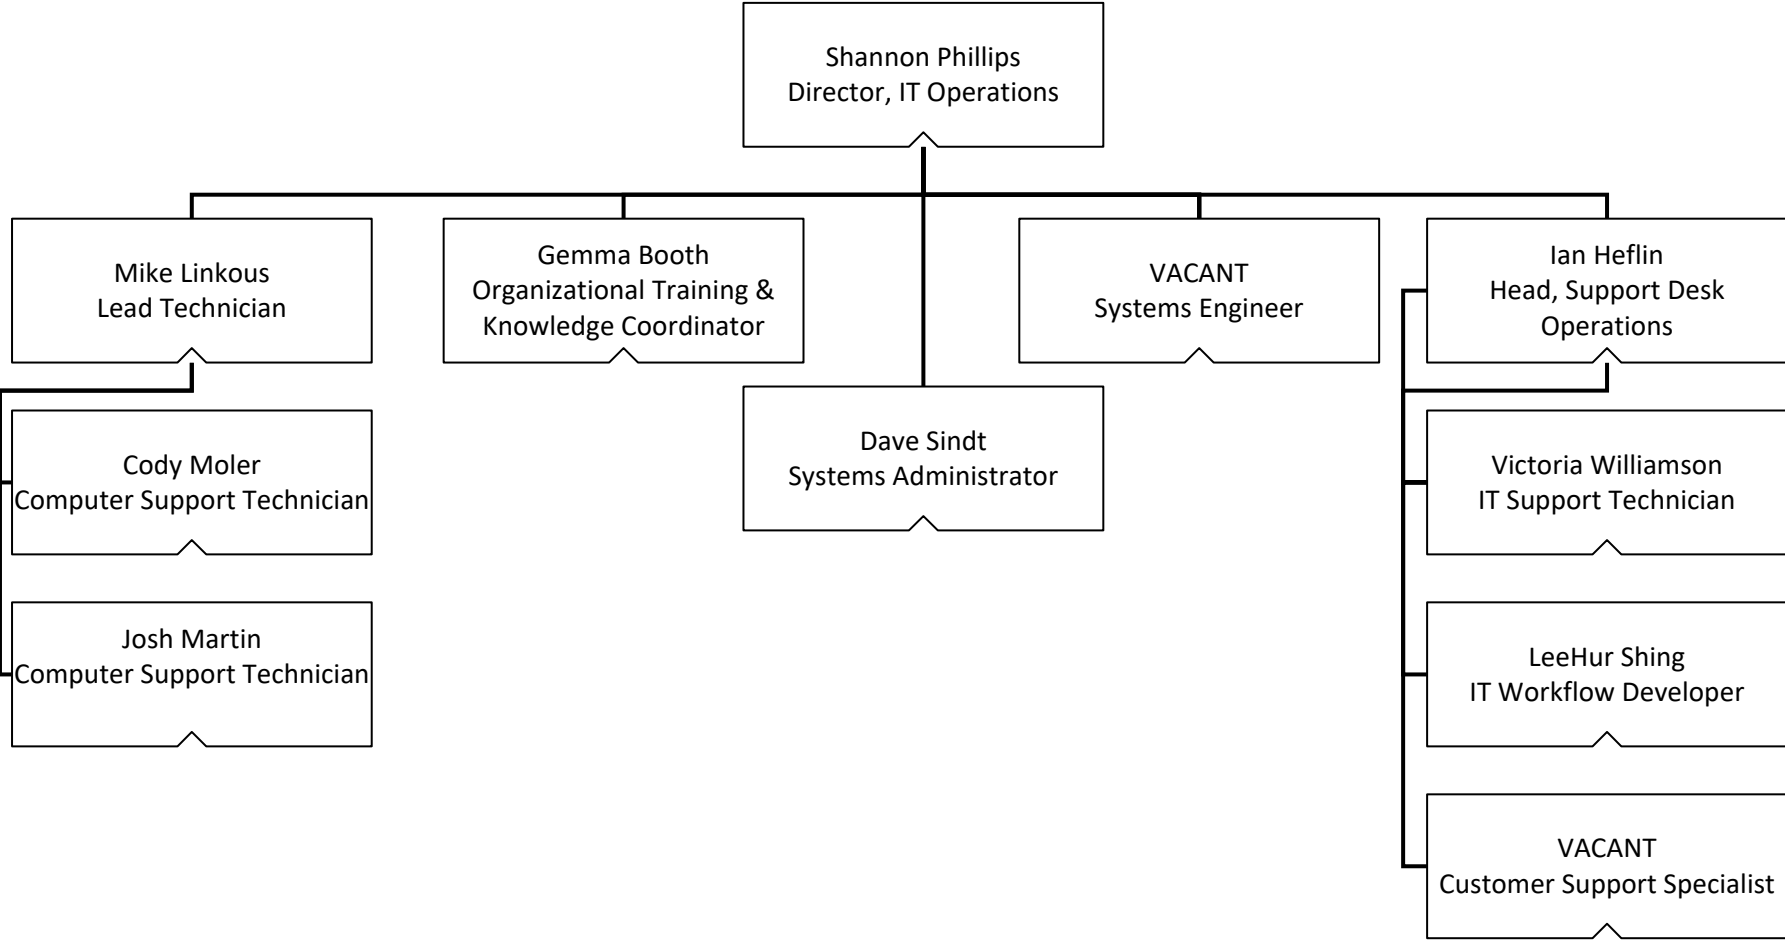 Shannon Phillips
Director, IT Operations
Mike Linkous
Lead Technician
Gemma Booth
Organizational Training &
Knowledge Coordinator
VACANT
Systems Engineer
Ian Heflin
Head, Support Desk
Operations
Dave Sindt
Systems Administrator
Cody Moler
Computer Support Technician
Victoria Williamson
IT Support Technician
Josh Martin
Computer Support Technician
LeeHur Shing
IT Workflow Developer
VACANT
Customer Support Specialist